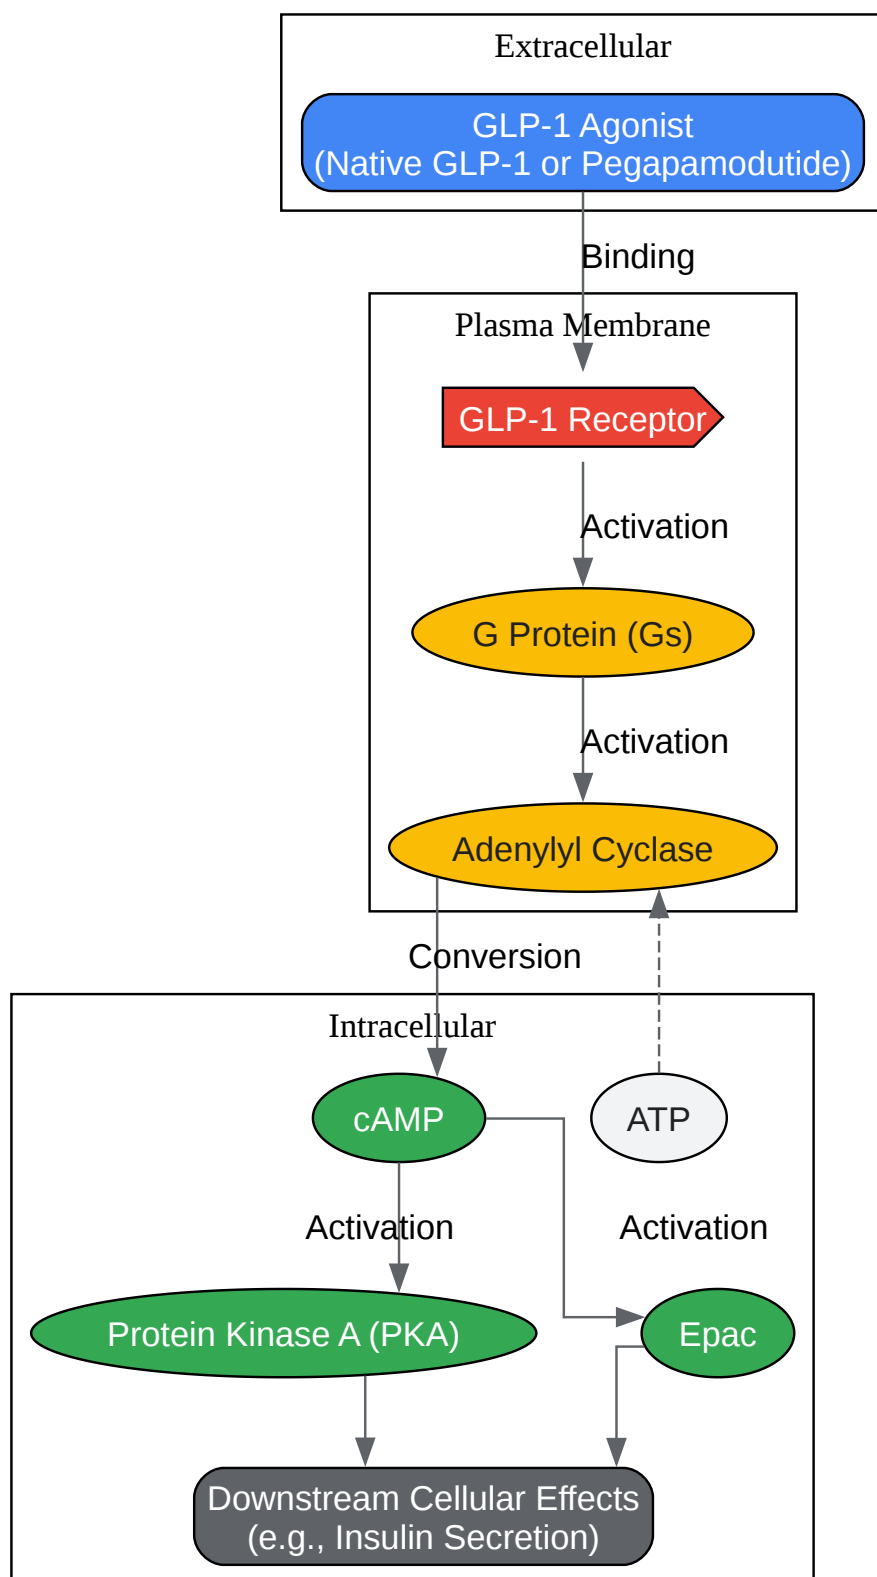 Extracellular
GLP-1 Agonist
(Native GLP-1 or Pegapamodutide)
Binding
Plasma Membrane
GLP-1 Receptor
Activation
G Protein (Gs)
Activation
Adenylyl Cyclase
Conversion
Intracellular
cAMP
ATP
Activation
Activation
Protein Kinase A (PKA)
Epac
Downstream Cellular Effects
(e.g., Insulin Secretion)